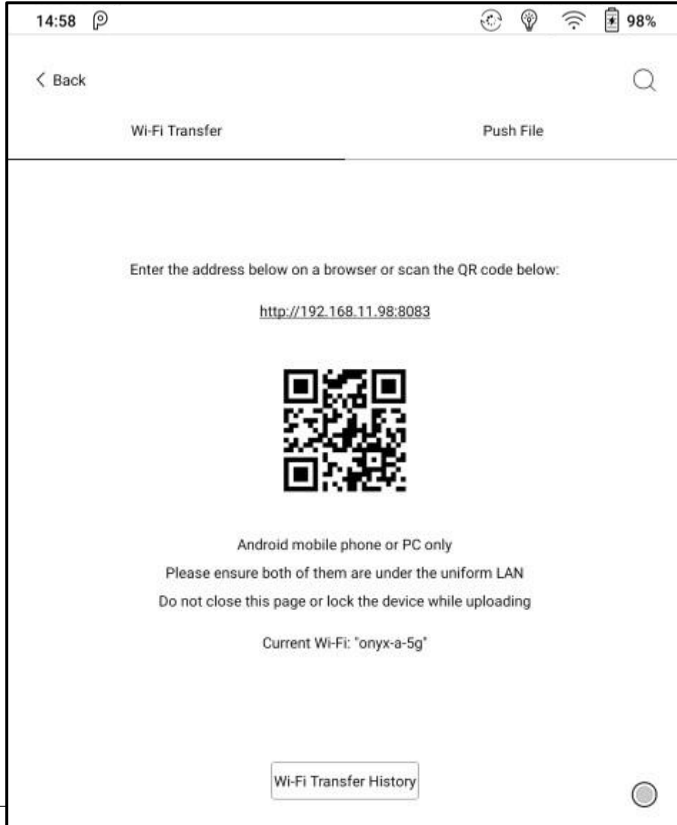 14:58
98%
Back
Wi-Fi Transfer
Push File
Enter the address below on a browser or scan the QR code below:
http://192.168.11.98:8083
Android mobile phone or PC only
Please ensure both of them are under the uniform LAN
Do not close this page or lock the device while uploading
Current Wi-Fi: "onyx-a-5g"
Wi-Fi Transfer History